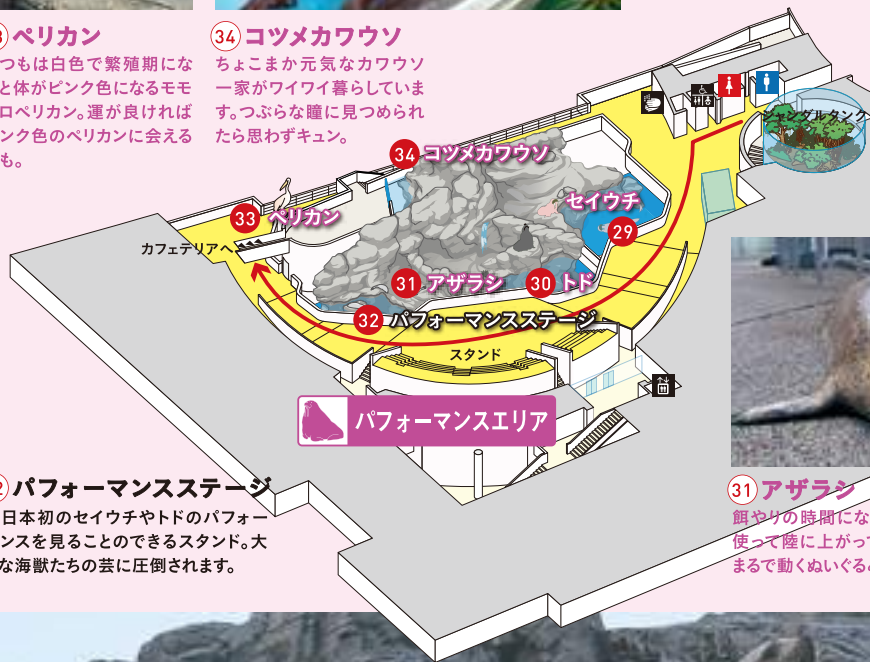 ペリカン
つもは白色で繁殖期にな
と体がピンク色になるモモ
ロペリカン。運が良ければ
ンク色のペリカンに会える
も。
34 コツメカワウソ
ちょこまか元気なカワウソ
一家がワイワイ暮らしていま
す。つぶらな瞳に見つめられ
たら思わずキュン。
ジャングルタンク
34 コツメカワウソ
33 ペリカン
セイウチ
29
カフェテリアへ
31 アザラシ
30 トド
32 パフォーマンスステージ
スタンド
パフォーマンスエリア
パフォーマンスステージ
日本初のセイウチやトドのパフォー
ンスを見ることのできるスタンド。大
な海獣たちの芸に圧倒されます。
31 アザラシ
餌やりの時間にな
使って陸に上がって
まるで動くぬいぐる